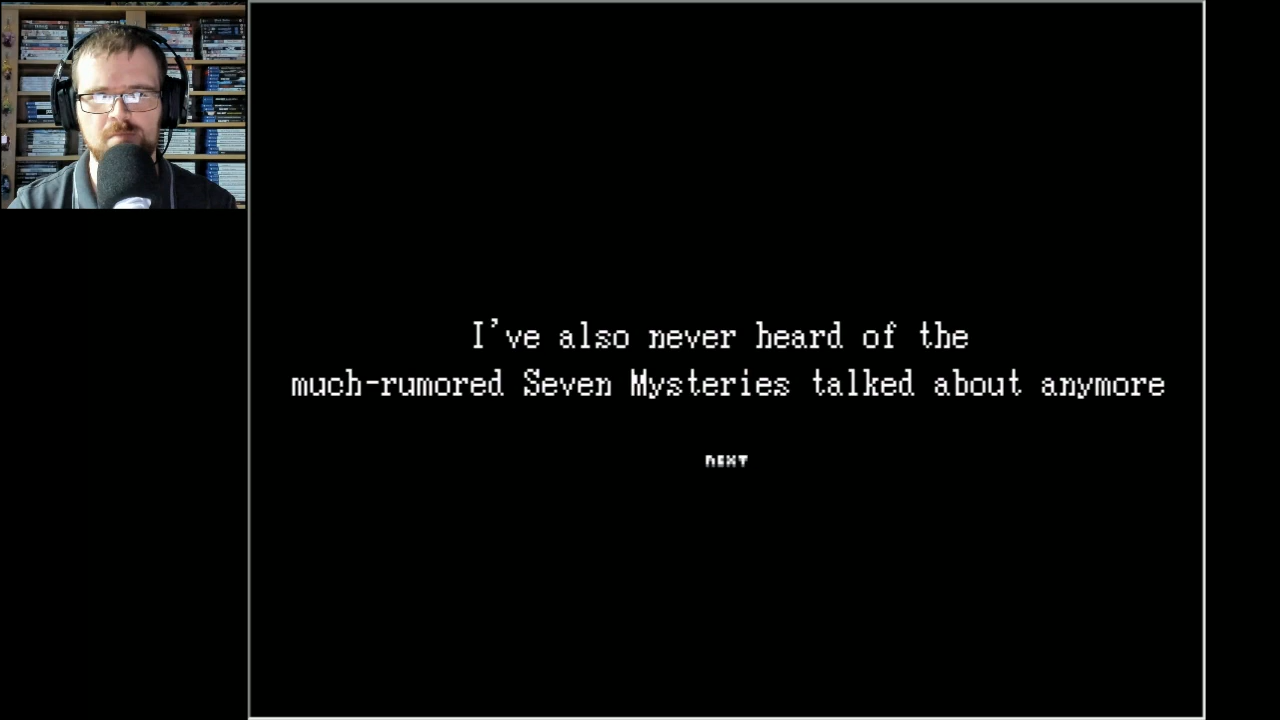 I've also never heard of the
much-rumored Seven Mysteries talked about anymore
NEXT